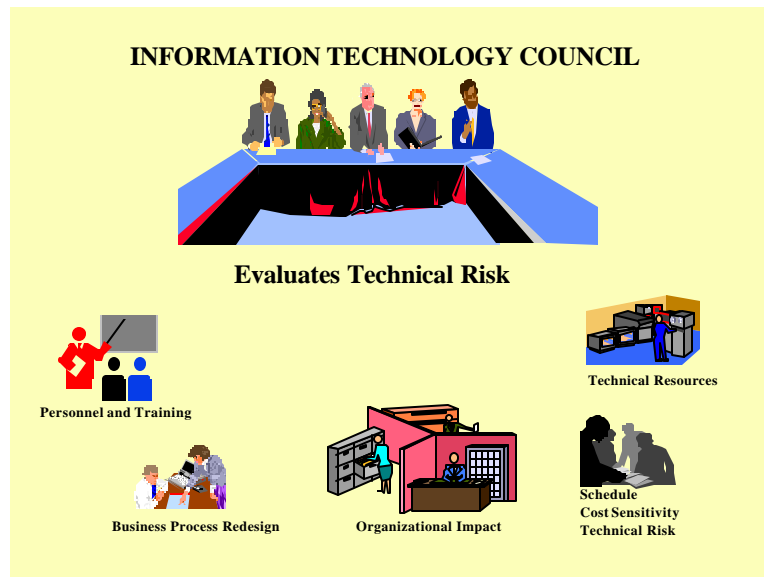 INFORMATION TECHNOLOGY COUNCIL
Evaluates Technical Risk
Technical Resources
Personnel and Training
Schedule
Cost Sensitivity
Technical Risk
Business Process Redesign
Organizational Impact